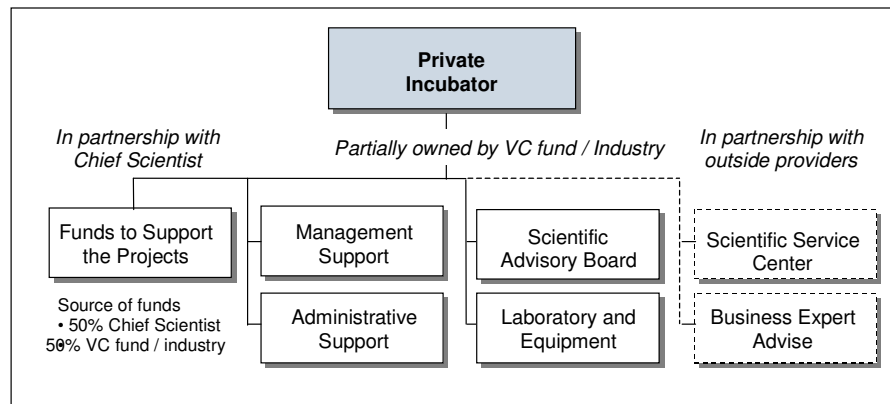 Private
Incubator
In partnership with
Chief Scientist
Partially owned by VC fund / Industry
In partnership with
outside providers
Funds to Support
the Projects
Management
Support
Scientific
Advisory Board
Scientific Service
Center
Source of funds
• 50% Chief Scientist
• 50% VC fund / industry
Administrative
Support
Laboratory and
Equipment
Business Expert
Advise